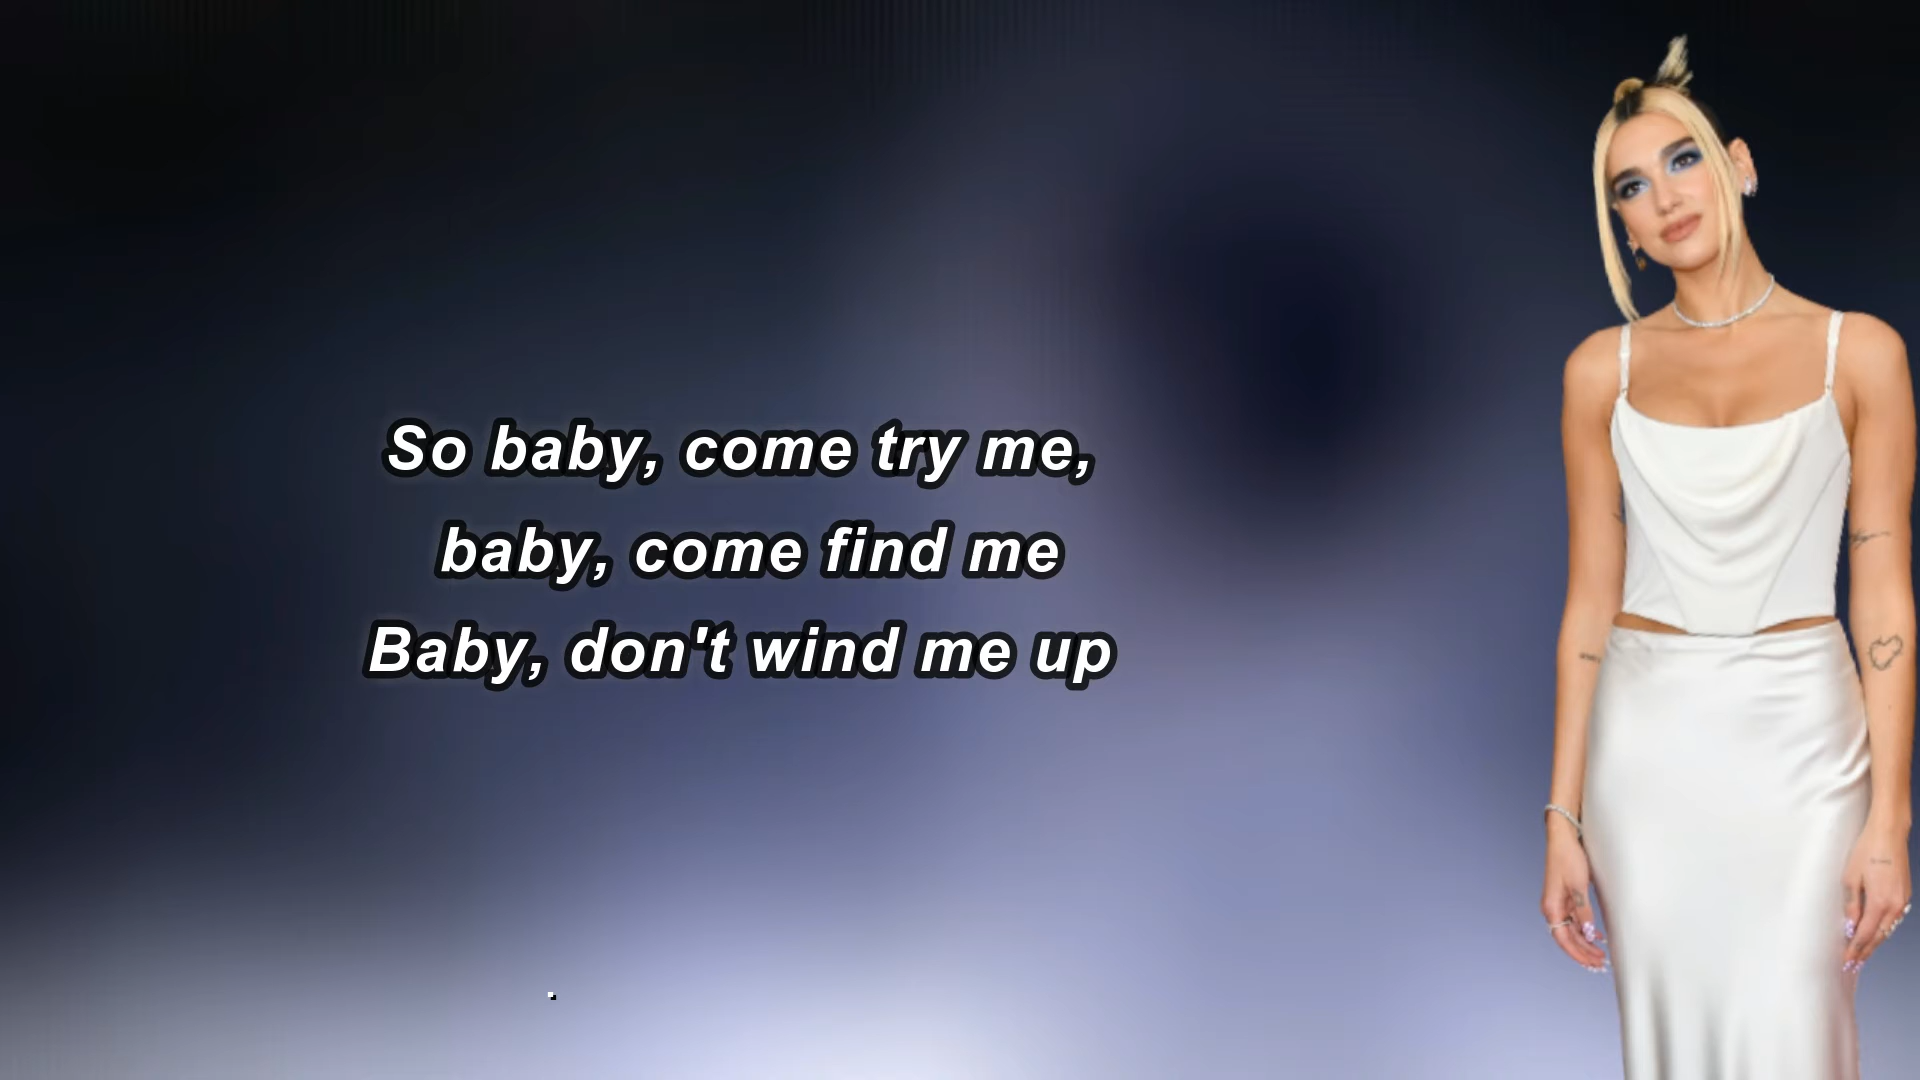 So baby, come try me,
baby, come find me
Baby, don't wind me up